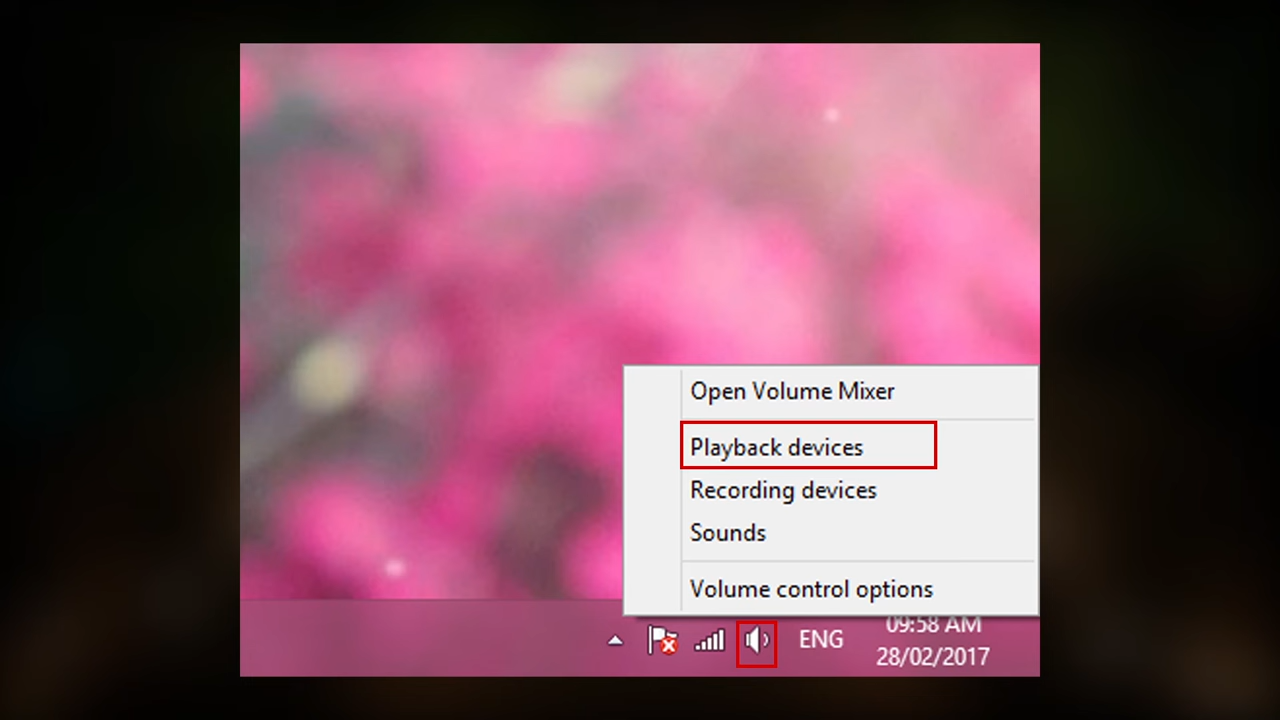 Open Volume Mixer
Playback devices
Recording devices
Sounds
Volume control options
ENG
09:58 AM
28/02/2017